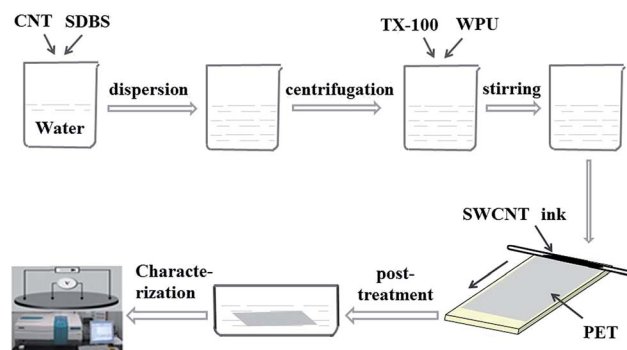 CNT SDBS
Water
dispersion
centrifugation
TX-100 WPU
stirring
SWCNT ink
PET
post-
treatment
Characte-
rization
V